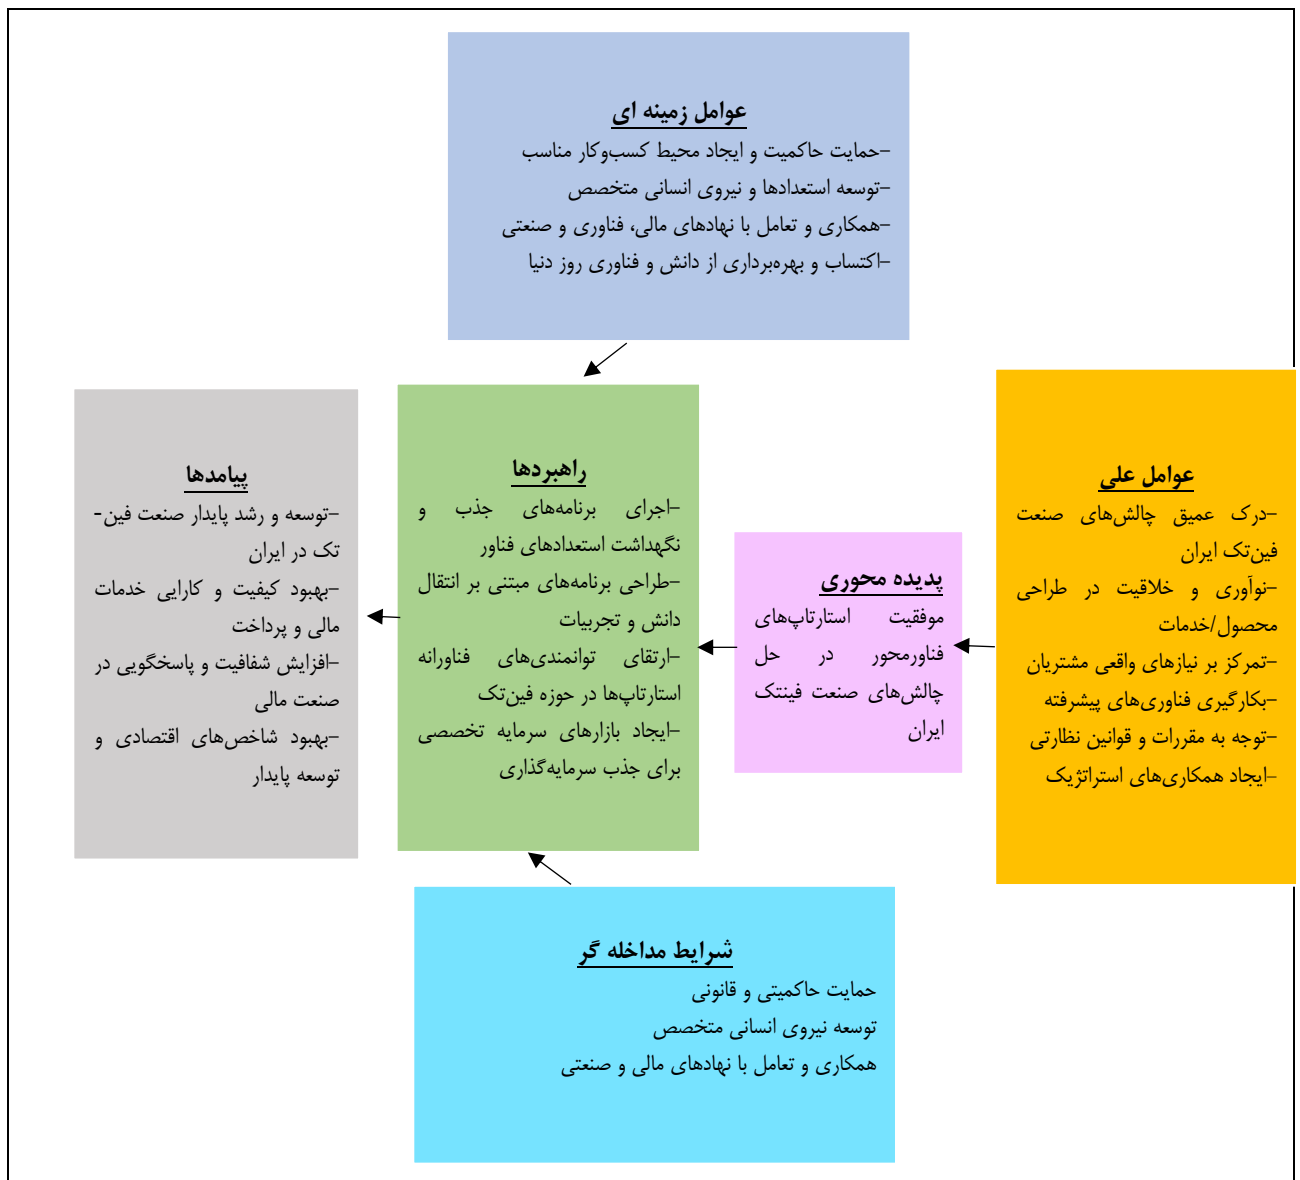 عوامل زمینه ای
-حمایت حاکمیت و ایجاد محیط کسب‌وکار مناسب
-توسعه استعدادها و نیروی انسانی متخصص
-همکاری و تعامل با نهادهای مالی، فناوری و صنعتی
-اکتساب و بهره‌برداری از دانش و فناوری روز دنیا
عوامل علی
-درک عمیق چالش‌های صنعت
فین‌تک ایران
-نوآوری و خلاقیت در طراحی
محصول/خدمات
-تمرکز بر نیازهای واقعی مشتریان
-بکارگیری فناوری‌های پیشرفته
-توجه به مقررات و قوانین نظارتی
-ایجاد همکاری‌های استراتژیک
پدیده محوری
موفقیت استارتاپ‌های
فناورمحور در حل
چالش‌های صنعت فینتک
ایران
راهبردها
-اجرای برنامه‌های جذب و
نگهداشت استعدادهای فناور
-طراحی برنامه‌های مبتنی بر انتقال
دانش و تجربیات
-ارتقای توانمندی‌های فناورانه
استارتاپ‌ها در حوزه فین‌تک
-ایجاد بازارهای سرمایه تخصصی
برای جذب سرمایه‌گذاری
پیامدها
-توسعه و رشد پایدار صنعت فین-
تک در ایران
-بهبود کیفیت و کارایی خدمات
مالی و پرداخت
-افزایش شفافیت و پاسخگویی در
صنعت مالی
-بهبود شاخص‌های اقتصادی و
توسعه پایدار
شرایط مداخله گر
حمایت حاکمیتی و قانونی
توسعه نیروی انسانی متخصص
همکاری و تعامل با نهادهای مالی و صنعتی